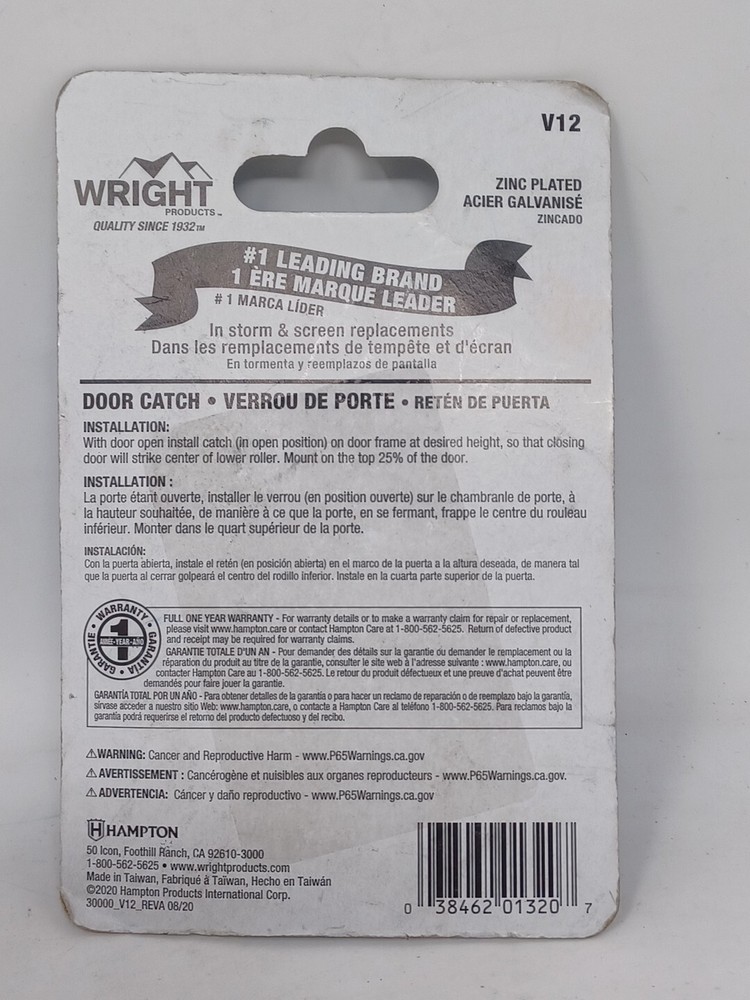 V12
WRIGHT
PRODUCTS™
QUALITY SINCE 1932™
ZINC PLATED
ACIER GALVANISÉ
ZINCADO
#1 LEADING BRAND
1 ÈRE MARQUE LEADER
# 1 MARCA LÍDER
In storm & screen replacements
Dans les remplacements de tempête et d'écran
En tormenta y reemplazos de pantalla
DOOR CATCH • VERROU DE PORTE • RETÉN DE PUERTA
INSTALLATION:
With door open install catch (in open position) on door frame at desired height, so that closing
door will strike center of lower roller. Mount on the top 25% of the door.
INSTALLATION :
La porte étant ouverte, installer le verrou (en position ouverte) sur le chambranle de porte, à
la hauteur souhaitée, de manière à ce que la porte, en se fermant, frappe le centre du rouleau
inférieur. Monter dans le quart supérieur de la porte.
INSTALACIÓN:
Con la puerta abierta, instale el retén (en posición abierta) en el marco de la puerta a la altura deseada, de manera tal
que la puerta al cerrar golpeará el centro del rodillo inferior. Instale en la cuarta parte superior de la puerta.
• WARRANTY • GARANTÍA • GARANTIE
1
YEAR
FULL ONE YEAR WARRANTY - For warranty details or to make a warranty claim for repair or replacement,
please visit www.hampton.care or contact Hampton Care at 1-800-562-5625. Return of defective product
and receipt may be required for warranty claims.
GARANTIE TOTALE D'UN AN - Pour demander des détails sur la garantie ou demander le remplacement ou la
réparation du produit au titre de la garantie, consulter le site web à l'adresse suivante : www.hampton.care, ou
contacter Hampton Care au 1-800-562-5625. Le retour du produit défectueux et une preuve d'achat peuvent être
demandés pour faire jouer la garantie.
GARANTÍA TOTAL POR UN AÑO - Para obtener detalles de la garantía o para hacer un reclamo de reparación o de reemplazo bajo la garantía,
sírvase acceder a nuestro sitio Web: www.hampton.care, o contacte a Hampton Care al teléfono 1-800-562-5625. Para reclamos bajo la
garantía podrá requerirse el retorno del producto defectuoso y del recibo.
⚠WARNING: Cancer and Reproductive Harm - www.P65Warnings.ca.gov
⚠AVERTISSEMENT : Cancérogène et nuisibles aux organes reproducteurs - www.P65Warnings.ca.gov.
⚠ADVERTENCIA: Cáncer y daño reproductivo - www.P65Warnings.ca.gov
HAMPTON
50 Icon, Foothill Ranch, CA 92610-3000
1-800-562-5625 • www.wrightproducts.com
Made in Taiwan, Fabriqué à Taïwan, Hecho en Taiwán
©2020 Hampton Products International Corp.
30000_V12_REVA 08/20
0 38462 01320 7